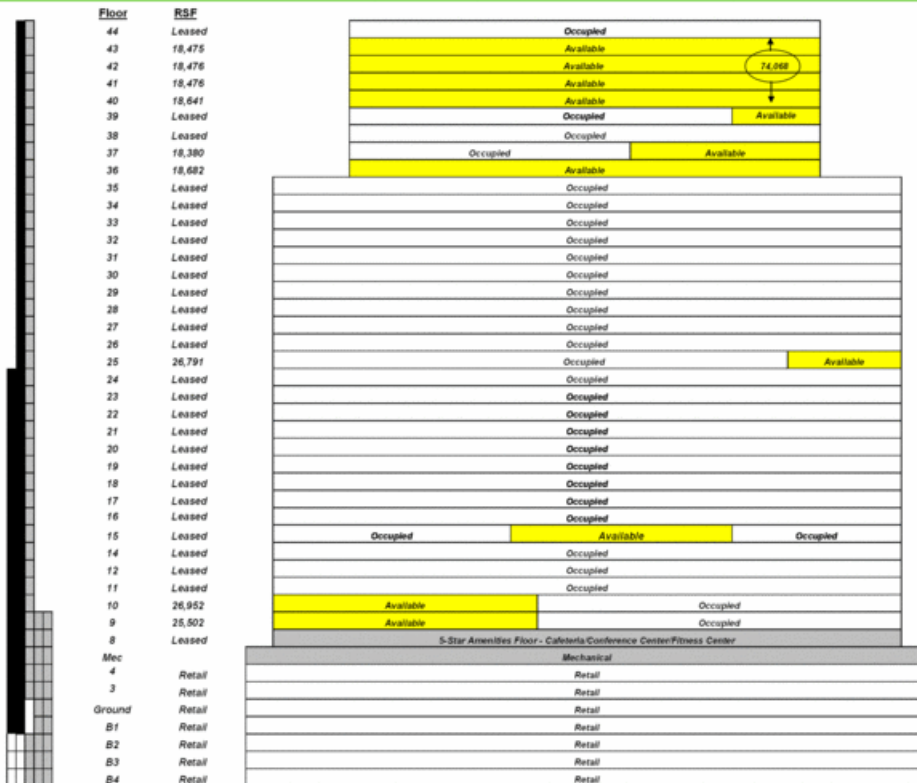 Floor RSF
44 Leased Occupied
43 18,475 Available
42 18,476 Available 74,068
41 18,476 Available
40 18,641 Available
39 Leased Occupied Available
38 Leased Occupied
37 18,380 Occupied Available
36 18,682 Available
35 Leased Occupied
34 Leased Occupied
33 Leased Occupied
32 Leased Occupied
31 Leased Occupied
30 Leased Occupied
29 Leased Occupied
28 Leased Occupied
27 Leased Occupied
26 Leased Occupied
25 26,791 Occupied Available
24 Leased Occupied
23 Leased Occupied
22 Leased Occupied
21 Leased Occupied
20 Leased Occupied
19 Leased Occupied
18 Leased Occupied
17 Leased Occupied
16 Leased Occupied
15 Leased Occupied Available Occupied
14 Leased Occupied
12 Leased Occupied
11 Leased Occupied
10 26,952 Available Occupied
9 25,502 Available Occupied
8 Leased 5-Star Amenities Floor - Cafeteria/Conference Center/Fitness Center
Mec Mechanical
4 Retail Retail
3 Retail Retail
Ground Retail Retail
B1 Retail Retail
B2 Retail Retail
B3 Retail Retail
B4 Retail Retail